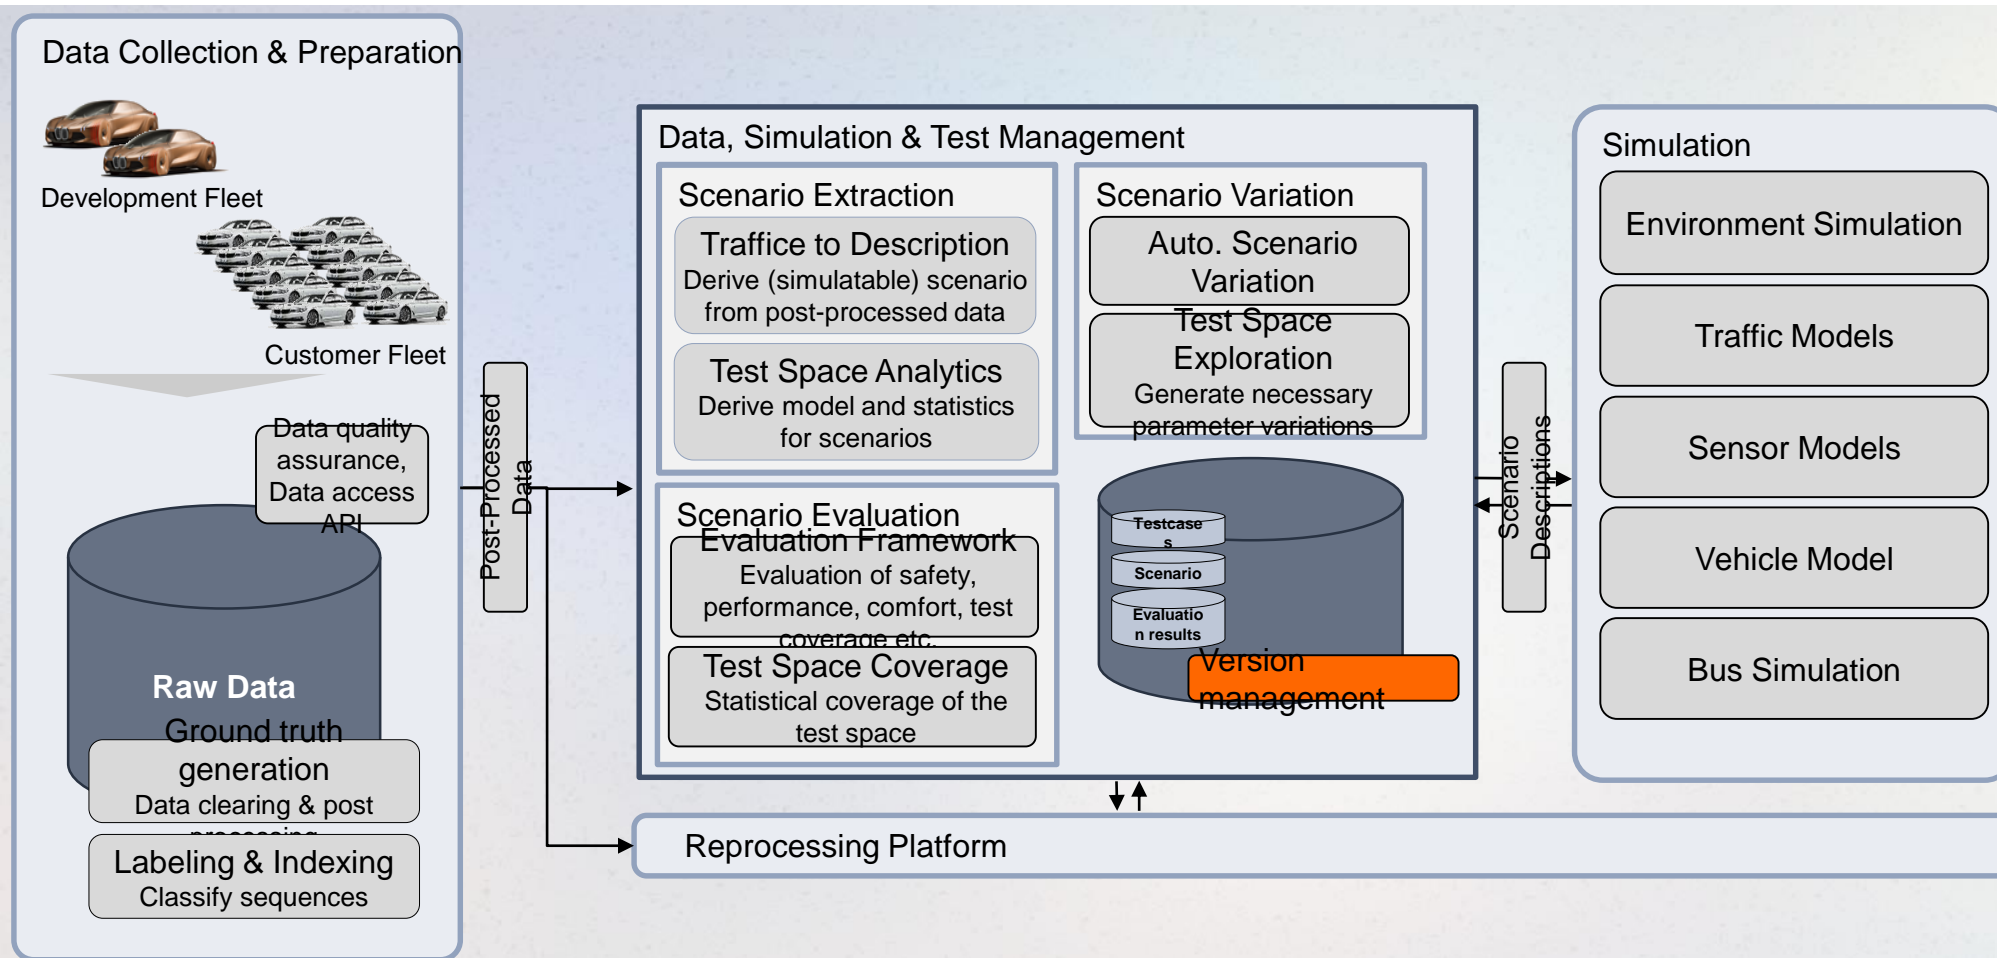 Data Collection & Preparation
Development Fleet
Customer Fleet
Data quality
assurance,
Data access
API
Raw Data
Ground truth
generation
Data clearing & post
processing
Labeling & Indexing
Classify sequences
Post-Processed
Data
Data, Simulation & Test Management
Scenario Extraction
Traffice to Description
Derive (simulatable) scenario
from post-processed data
Test Space Analytics
Derive model and statistics
for scenarios
Scenario Variation
Auto. Scenario
Variation
Test Space
Exploration
Generate necessary
parameter variations
Scenario Evaluation
Evaluation Framework
Evaluation of safety,
performance, comfort, test
coverage etc.
Test Space Coverage
Statistical coverage of the
test space
Testcase
s
Scenario
Evaluatio
n results
Version
management
Scenario
Descriptions
Simulation
Environment Simulation
Traffic Models
Sensor Models
Vehicle Model
Bus Simulation
Reprocessing Platform